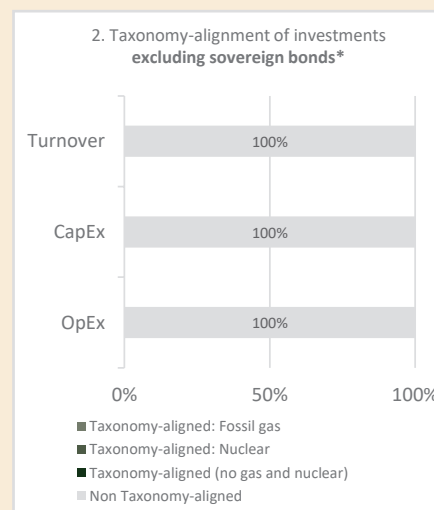 2. Taxonomy-alignment of investments
excluding sovereign bonds*
Turnover
100%
CapEx
100%
OpEx
100%
0% 50% 100%
Taxonomy-aligned: Fossil gas
Taxonomy-aligned: Nuclear
Taxonomy-aligned (no gas and nuclear)
Non Taxonomy-aligned